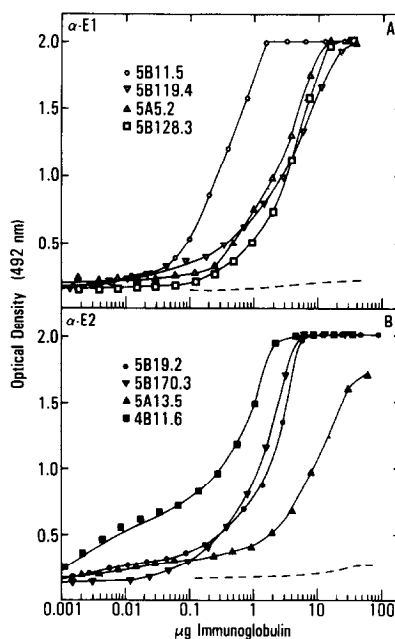 α-E1
A
5B11.5
5B119.4
5A5.2
5B128.3
2.0
1.5
1.0
0.5
Optical Density (492 nm)
α-E2
B
5B19.2
5B170.3
5A13.5
4B11.6
2.0
1.5
1.0
0.5
0.001 0.01 0.1 1 10 100
μg Immunoglobulin